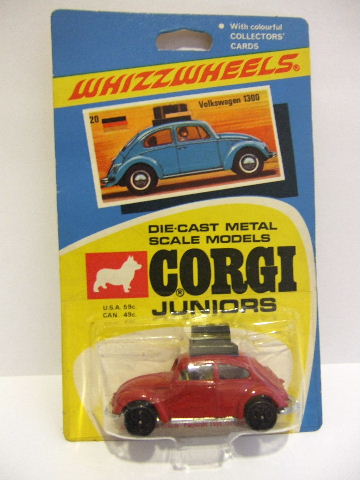 • With colourful
COLLECTORS'
CARDS
WHIZZWHEELS®
20
Volkswagen 1300
DIE-CAST METAL
SCALE MODELS
CORGI®
JUNIORS
U.S.A. 59c.
CAN. 49c.